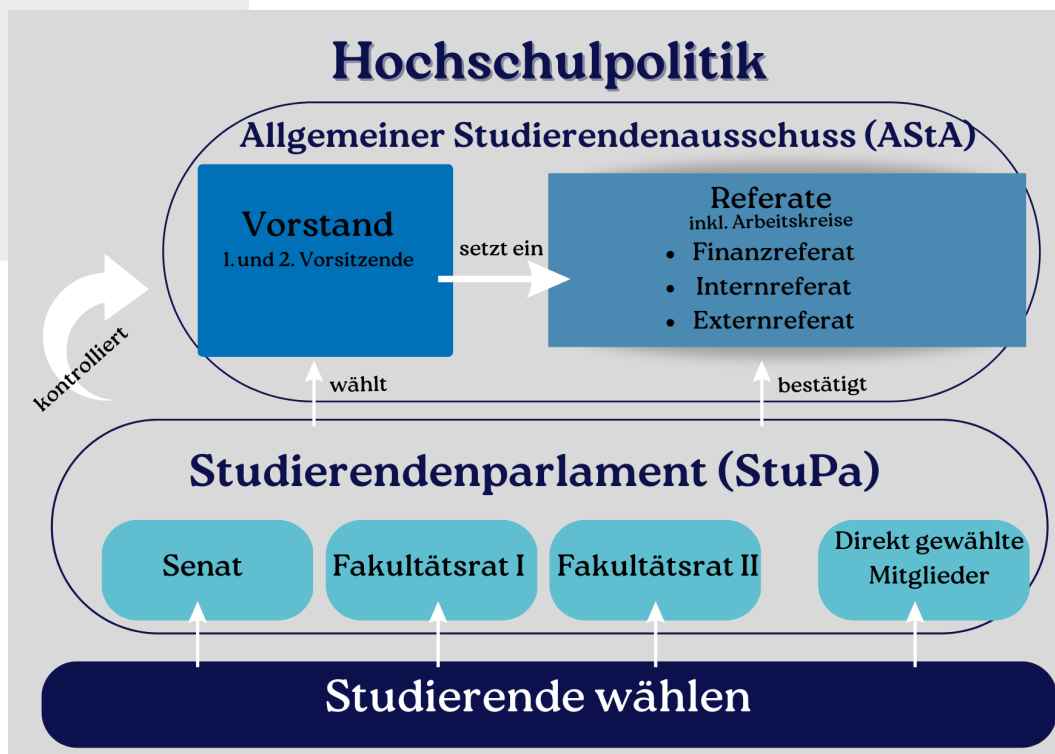 Hochschulpolitik
Allgemeiner Studierendenausschuss (AStA)
Vorstand
1. und 2. Vorsitzende
setzt ein
Referate
inkl. Arbeitskreise
• Finanzreferat
• Internreferat
• Externreferat
kontrolliert
wählt
bestätigt
Studierendenparlament (StuPa)
Senat
Fakultätsrat I
Fakultätsrat II
Direkt gewählte
Mitglieder
Studierende wählen